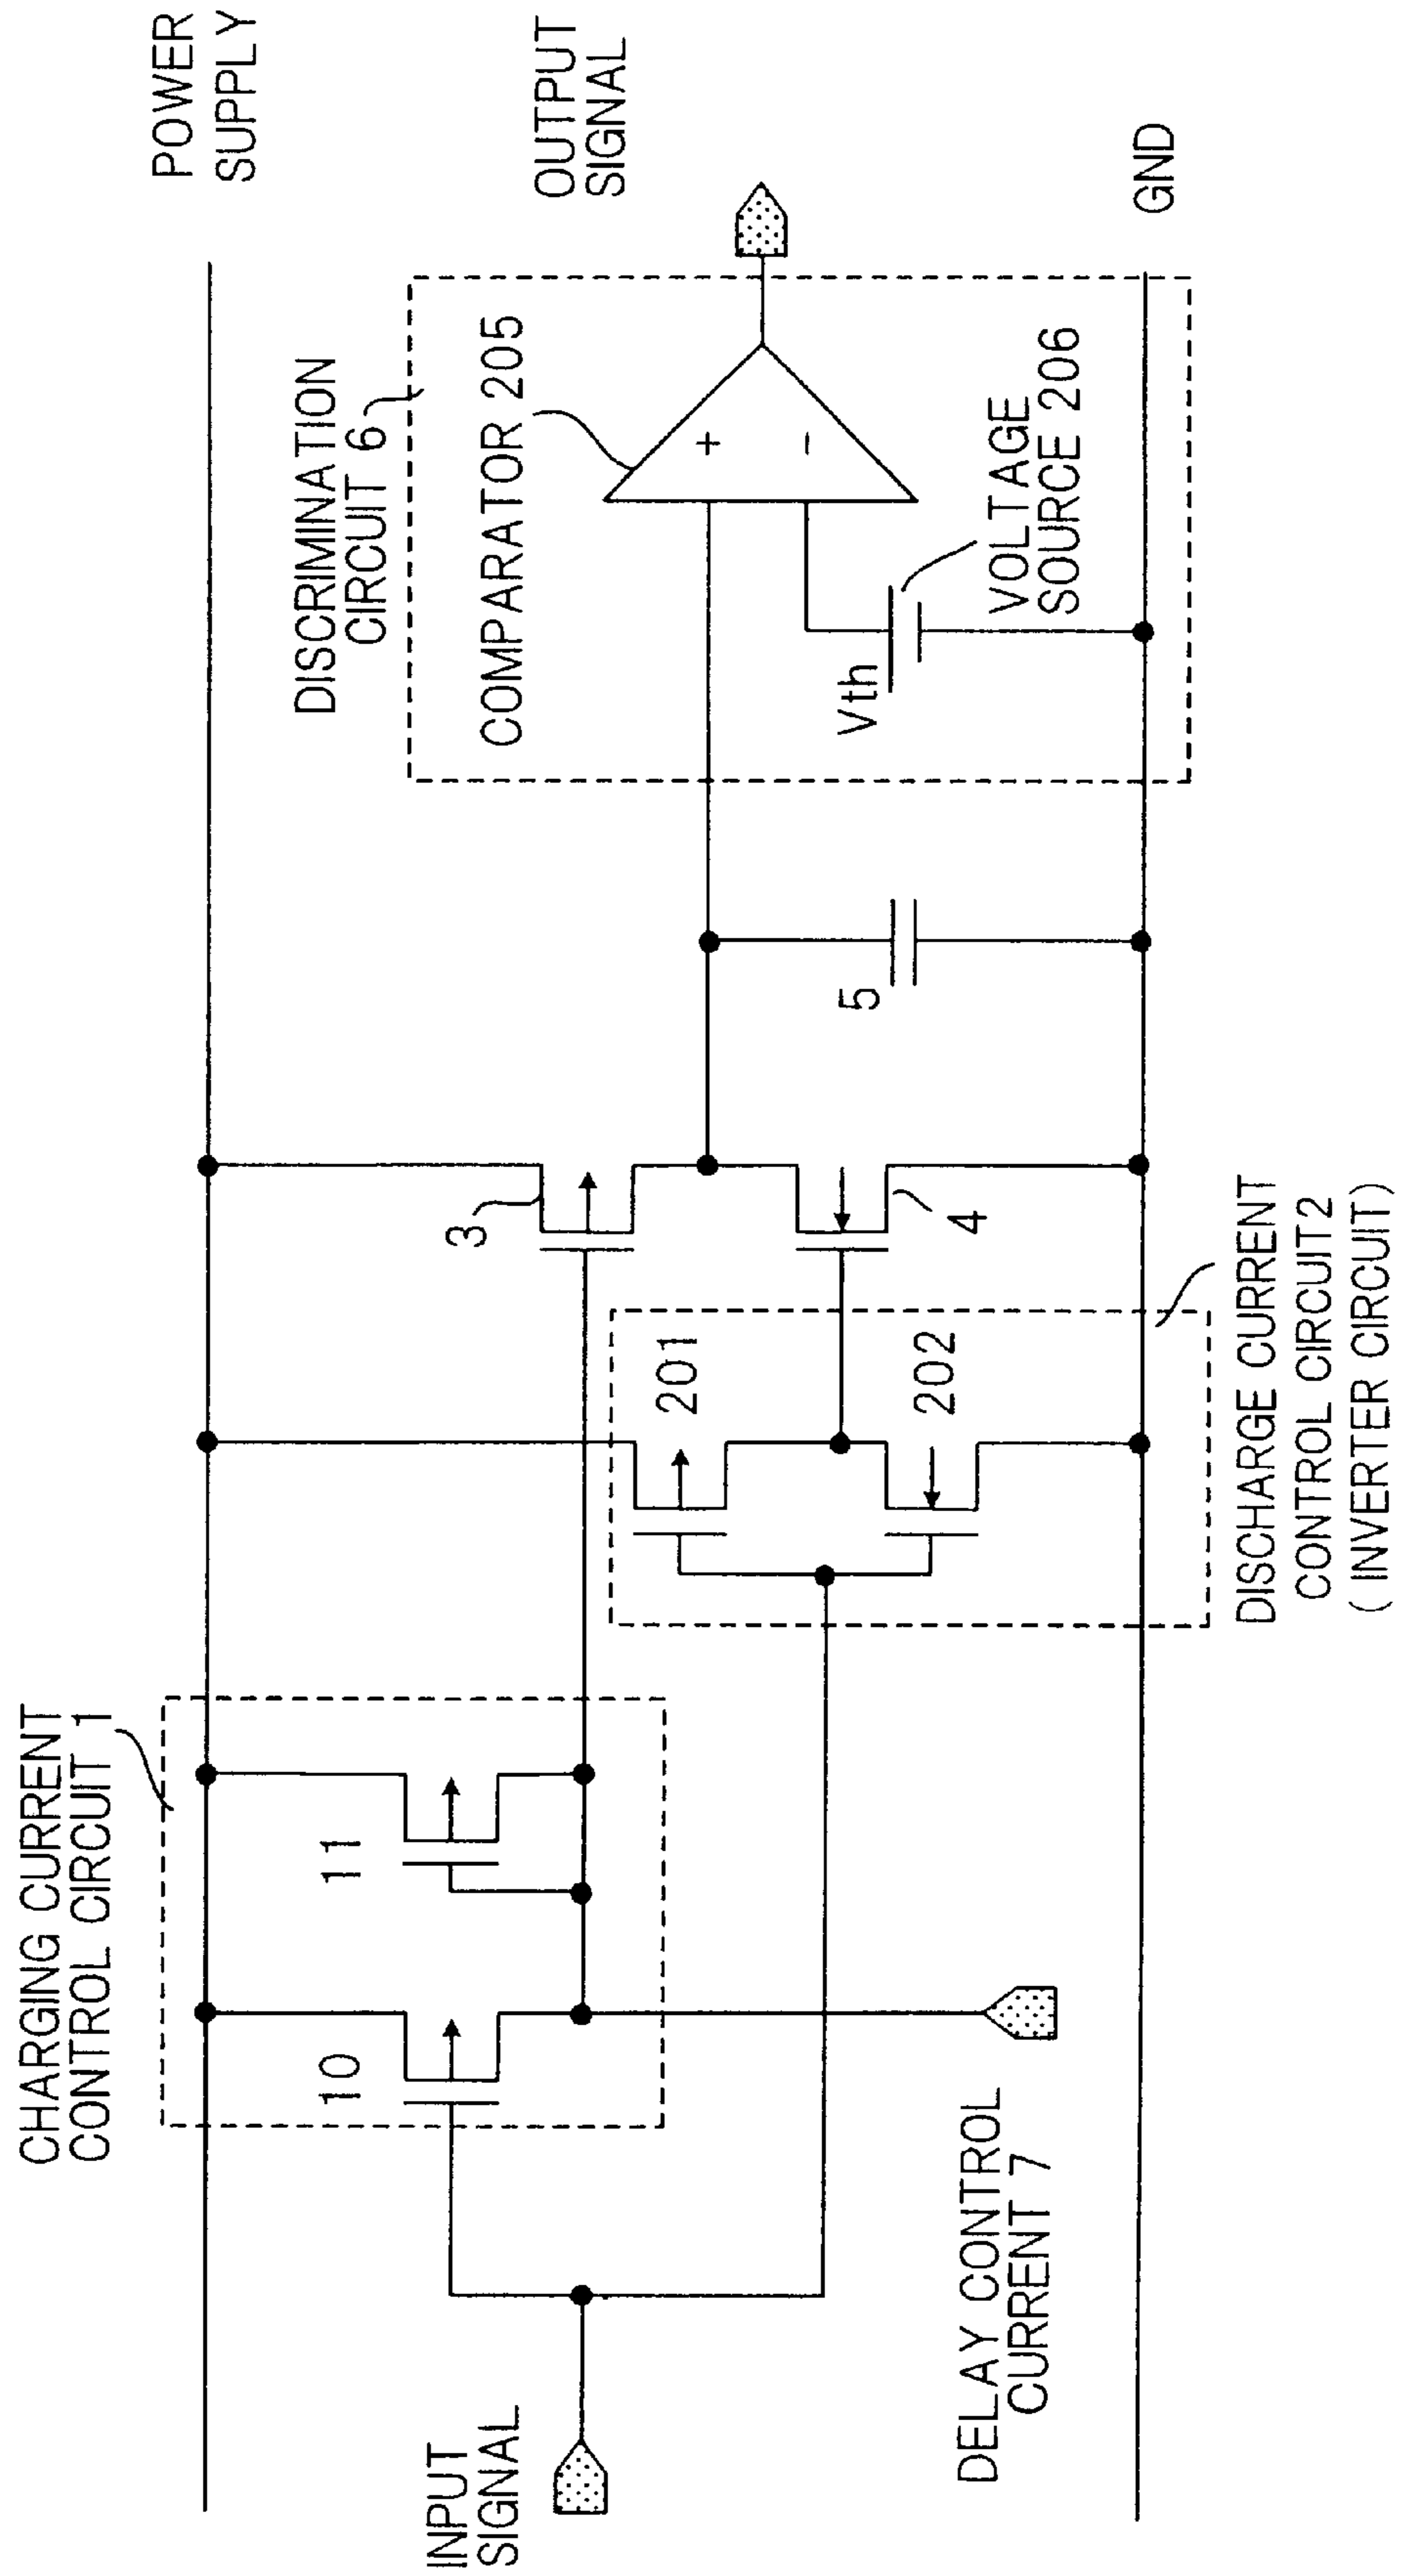 POWER
SUPPLY
OUTPUT
SIGNAL
GND
DISCRIMINATION
CIRCUIT 6
COMPARATOR 205
+
-
VOLTAGE
SOURCE 206
Vth
5
3
4
201
202
DISCHARGE CURRENT
CONTROL CIRCUIT2
( INVERTER CIRCUIT )
CHARGING CURRENT
CONTROL CIRCUIT 1
11
10
DELAY CONTROL
CURRENT 7
INPUT
SIGNAL